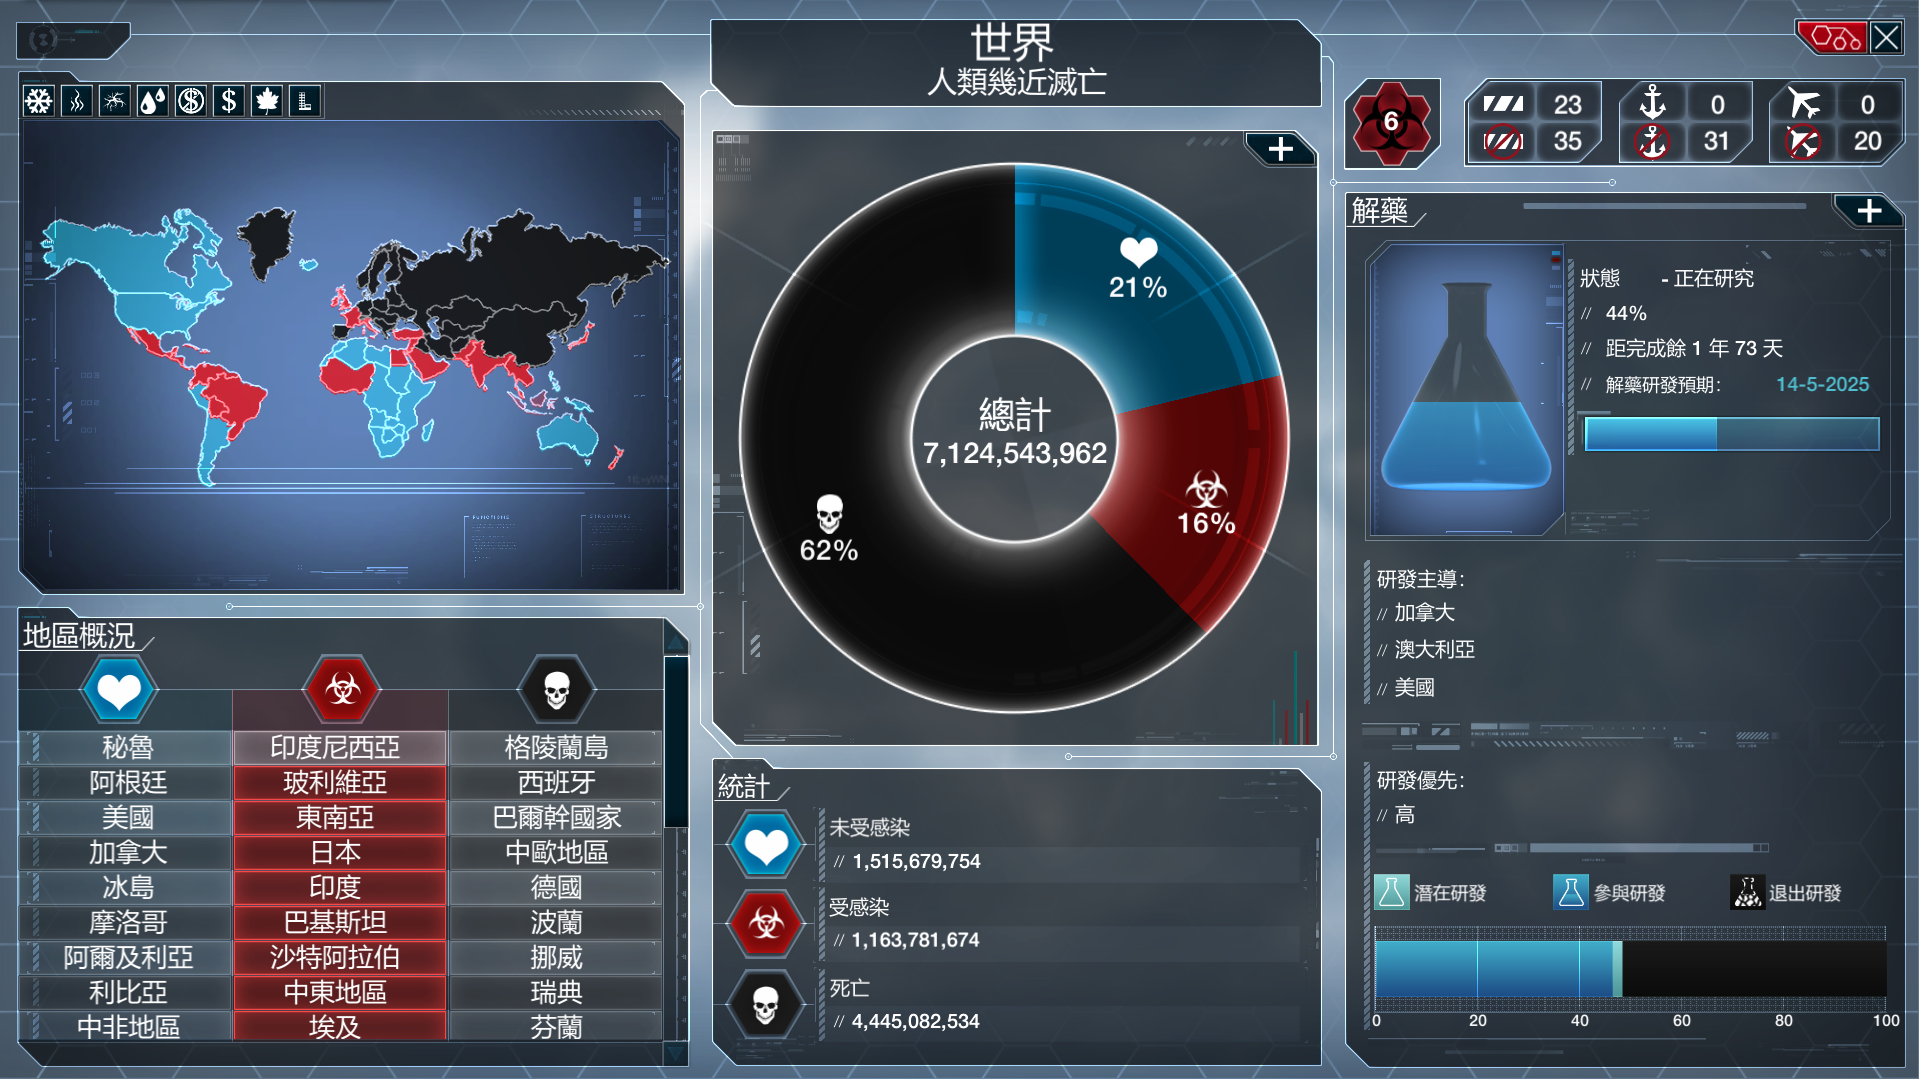 世界
人類幾近滅亡
6
23
35
0
31
0
20
21%
16%
62%
總計
7,124,543,962
解藥
狀態 - 正在研究
// 44%
// 距完成餘 1 年 73 天
// 解藥研發預期: 14-5-2025
研發主導:
// 加拿大
// 澳大利亞
// 美國
研發優先:
// 高
潛在研發 參與研發 退出研發
0 20 40 60 80 100
地區概況
秘魯 印度尼西亞 格陵蘭島
阿根廷 玻利維亞 西班牙
美國 東南亞 巴爾幹國家
加拿大 日本 中歐地區
冰島 印度 德國
摩洛哥 巴基斯坦 波蘭
阿爾及利亞 沙特阿拉伯 挪威
利比亞 中東地區 瑞典
中非地區 埃及 芬蘭
統計
未受感染
// 1,515,679,754
受感染
// 1,163,781,674
死亡
// 4,445,082,534